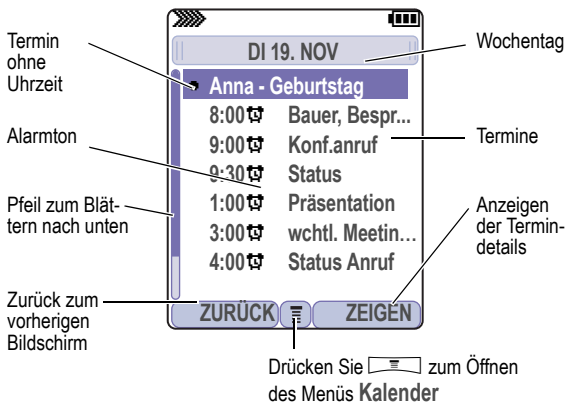 Termin
ohne
Uhrzeit
Alarmton
Pfeil zum Blät-
tern nach unten
Zurück zum
vorherigen
Bildschirm
DI 19. NOV
Anna - Geburtstag
8:00 Bauer, Bespr...
9:00 Konf.anruf
9:30 Status
1:00 Präsentation
3:00 wchtl. Meetin...
4:00 Status Anruf
ZURÜCK ZEIGEN
Wochentag
Termine
Anzeigen
der Termin-
details
Drücken Sie zum Öffnen
des Menüs Kalender